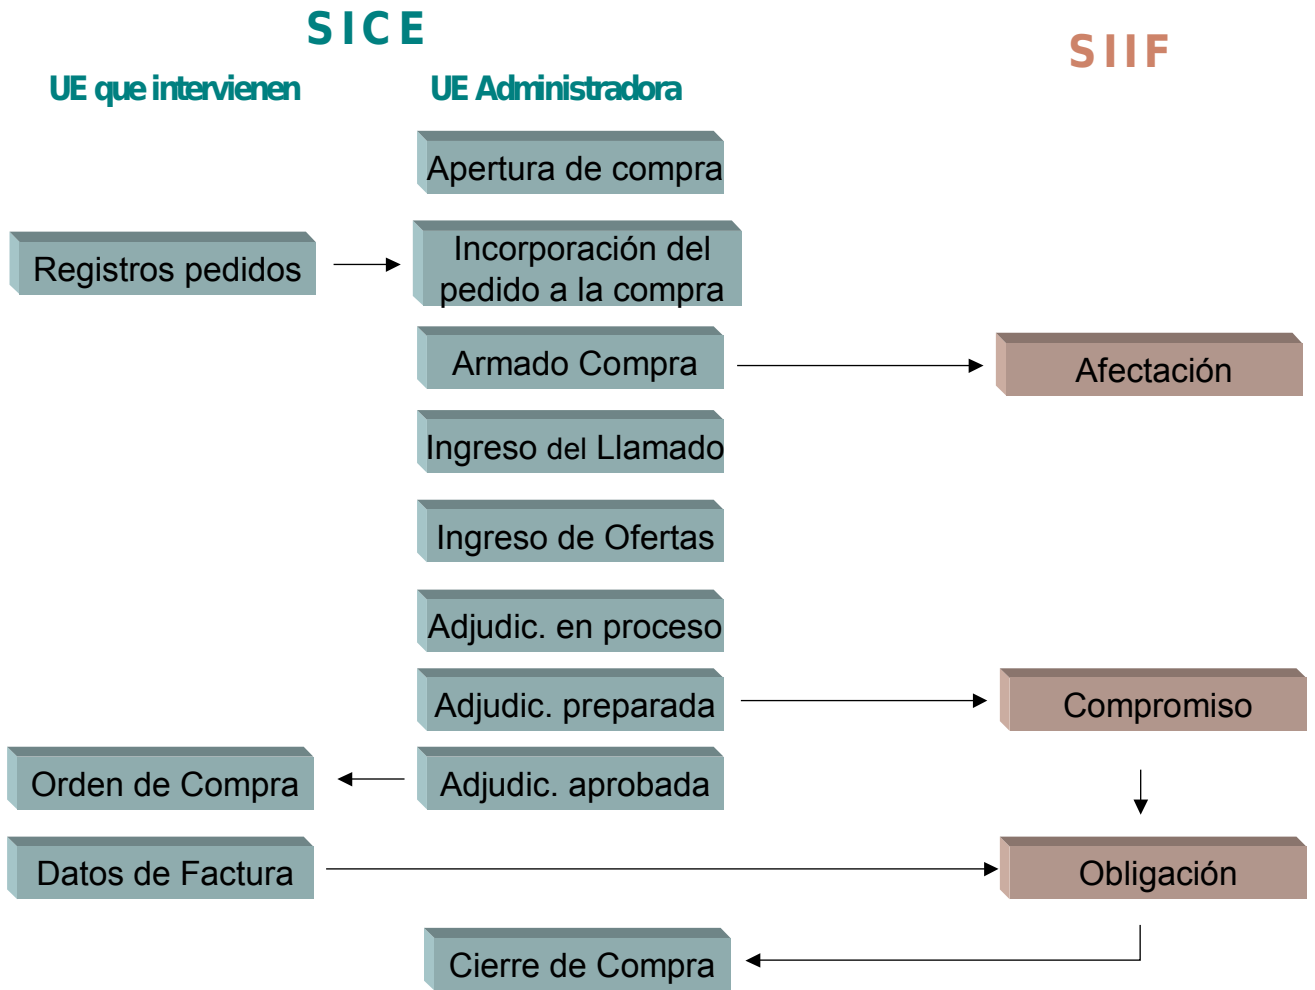 SICE
SIIF
UE que intervienen
UE Administradora
Apertura de compra
Registros pedidos
Incorporación del
pedido a la compra
Armado Compra
Afectación
Ingreso del Llamado
Ingreso de Ofertas
Adjudic. en proceso
Adjudic. preparada
Compromiso
Orden de Compra
Adjudic. aprobada
Datos de Factura
Obligación
Cierre de Compra